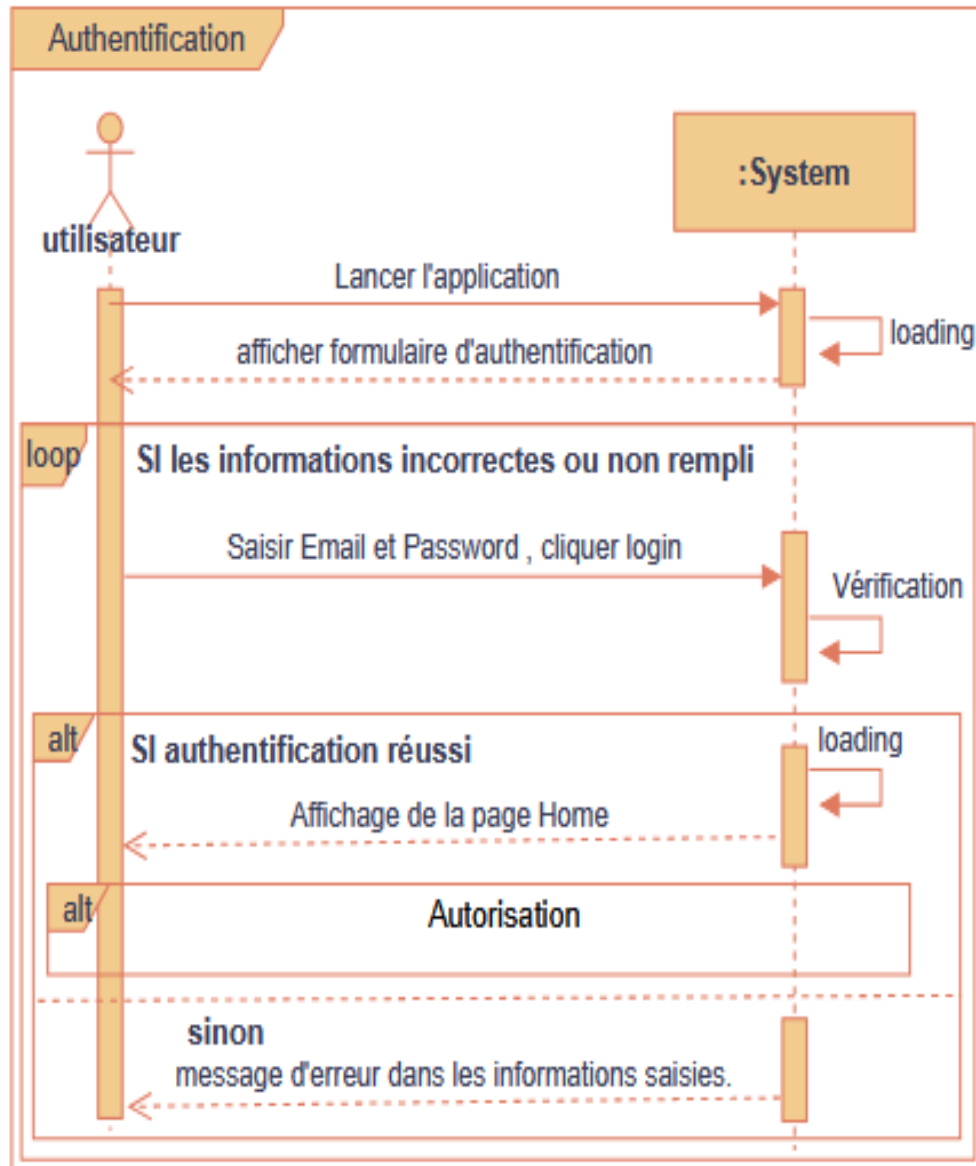 Authentification
:System
utilisateur
Lancer l'application
loading
afficher formulaire d'authentification
loop
SI les informations incorrectes ou non rempli
Saisir Email et Password , cliquer login
Vérification
alt
SI authentification réussi
loading
Affichage de la page Home
alt
Autorisation
sinon
message d'erreur dans les informations saisies.